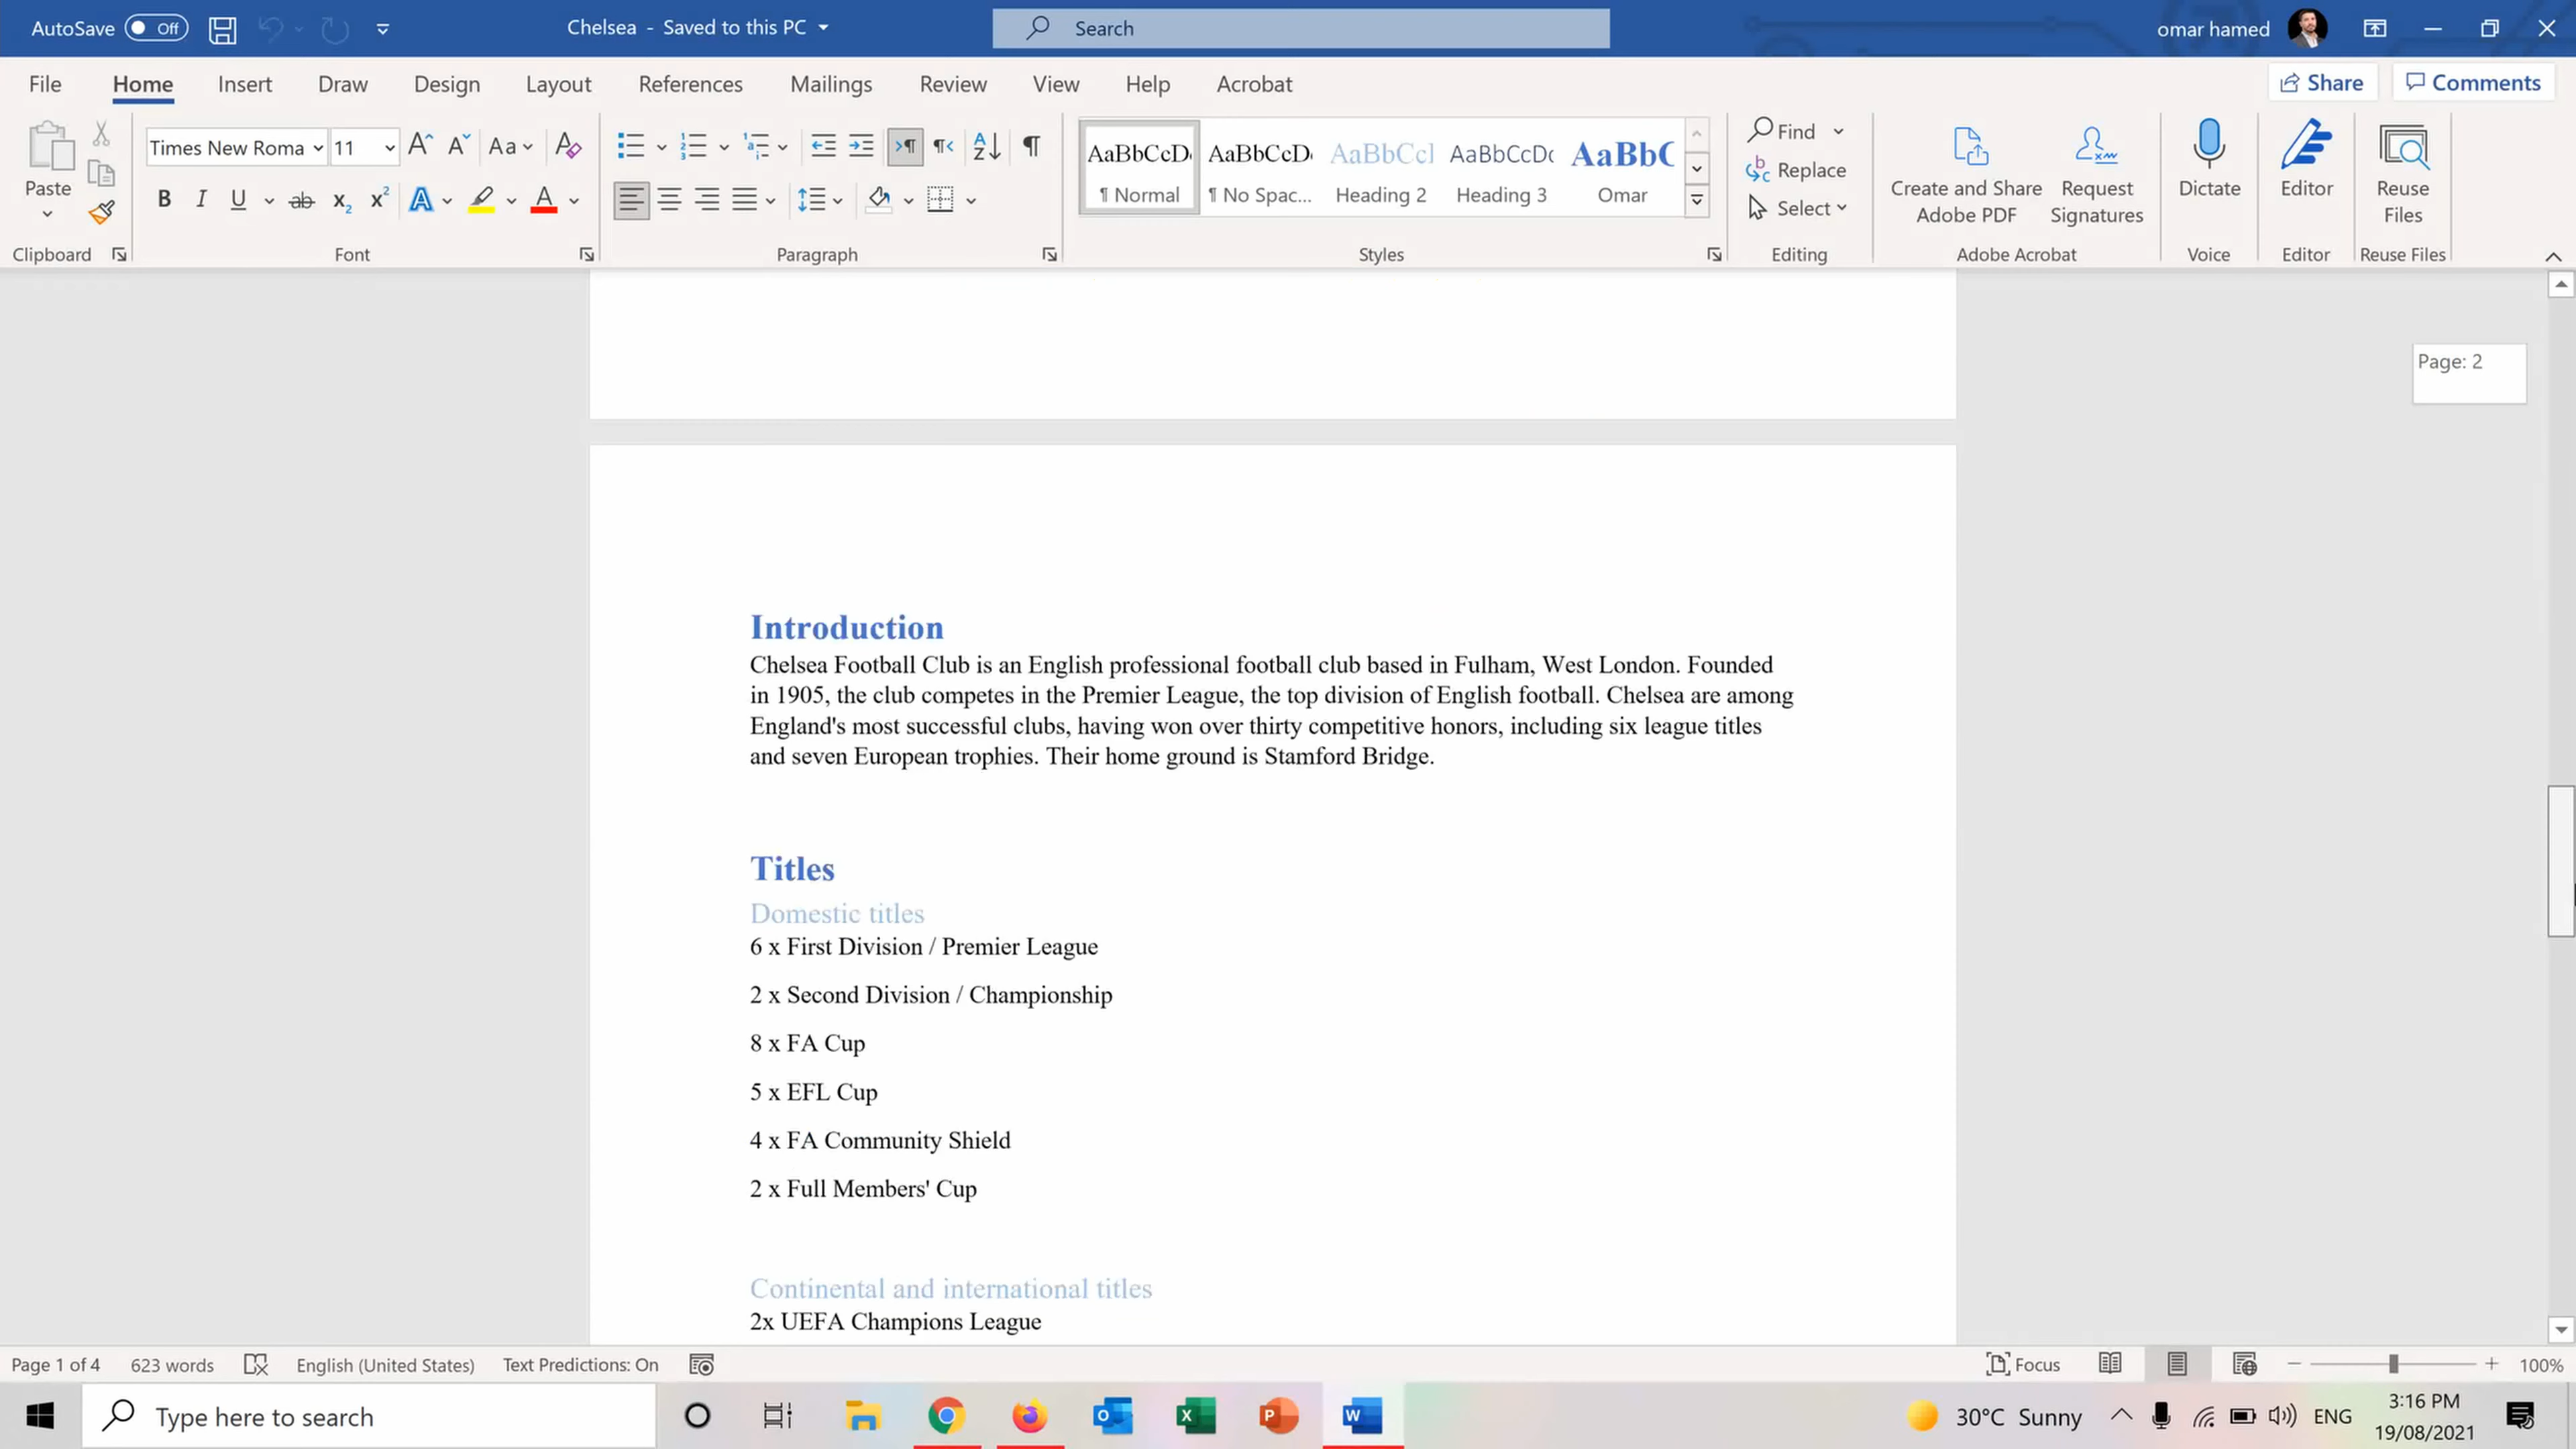 AutoSave Off Chelsea - Saved to this PC Search omar hamed
File Home Insert Draw Design Layout References Mailings Review View Help Acrobat Share Comments
Paste
Clipboard
Times New Roma 11
Font
Paragraph
AaBbCcD AaBbCcD AaBbCcl AaBbCcDc AaBbC
¶ Normal ¶ No Spac... Heading 2 Heading 3 Omar
Styles
Find
Replace
Select
Editing
Create and Share
Adobe PDF
Request
Signatures
Adobe Acrobat
Dictate
Voice
Editor
Editor
Reuse
Files
Reuse Files
Page: 2
Introduction
Chelsea Football Club is an English professional football club based in Fulham, West London. Founded
in 1905, the club competes in the Premier League, the top division of English football. Chelsea are among
England's most successful clubs, having won over thirty competitive honors, including six league titles
and seven European trophies. Their home ground is Stamford Bridge.
Titles
Domestic titles
6 x First Division / Premier League
2 x Second Division / Championship
8 x FA Cup
5 x EFL Cup
4 x FA Community Shield
2 x Full Members' Cup
Continental and international titles
2x UEFA Champions League
Page 1 of 4 623 words English (United States) Text Predictions: On Focus 100%
Type here to search
30°C Sunny ENG
3:16 PM
19/08/2021